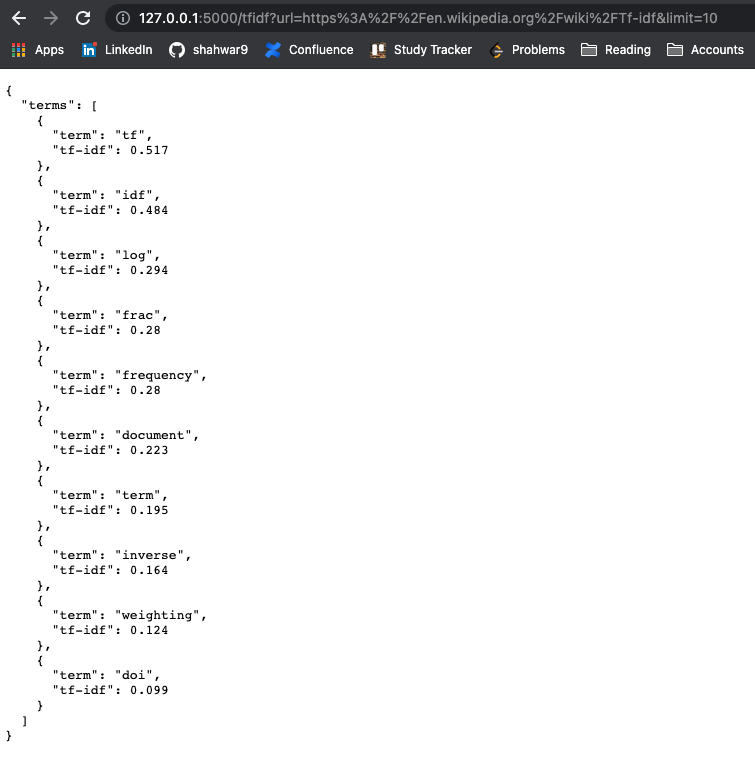 127.0.0.1:5000/tfidf?url=https%3A%2F%2Fen.wikipedia.org%2Fwiki%2FTf-idf&limit=10
Apps LinkedIn shahwar9 Confluence Study Tracker Problems Reading Accounts
{
  "terms": [
    {
      "term": "tf",
      "tf-idf": 0.517
    },
    {
      "term": "idf",
      "tf-idf": 0.484
    },
    {
      "term": "log",
      "tf-idf": 0.294
    },
    {
      "term": "frac",
      "tf-idf": 0.28
    },
    {
      "term": "frequency",
      "tf-idf": 0.28
    },
    {
      "term": "document",
      "tf-idf": 0.223
    },
    {
      "term": "term",
      "tf-idf": 0.195
    },
    {
      "term": "inverse",
      "tf-idf": 0.164
    },
    {
      "term": "weighting",
      "tf-idf": 0.124
    },
    {
      "term": "doi",
      "tf-idf": 0.099
    }
  ]
}